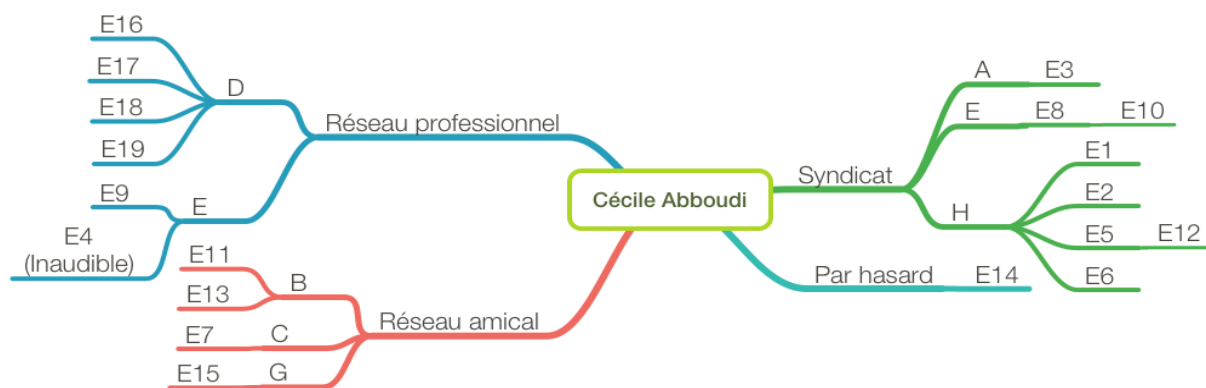 E16
E17
D
E18
E19
Réseau professionnel
E9
E
E4
(Inaudible)
E11
B
E13
Réseau amical
E7
C
E15
G
Cécile Abboudi
Syndicat
A
E3
E
E8
E10
H
E1
E2
E5
E12
E6
Par hasard
E14